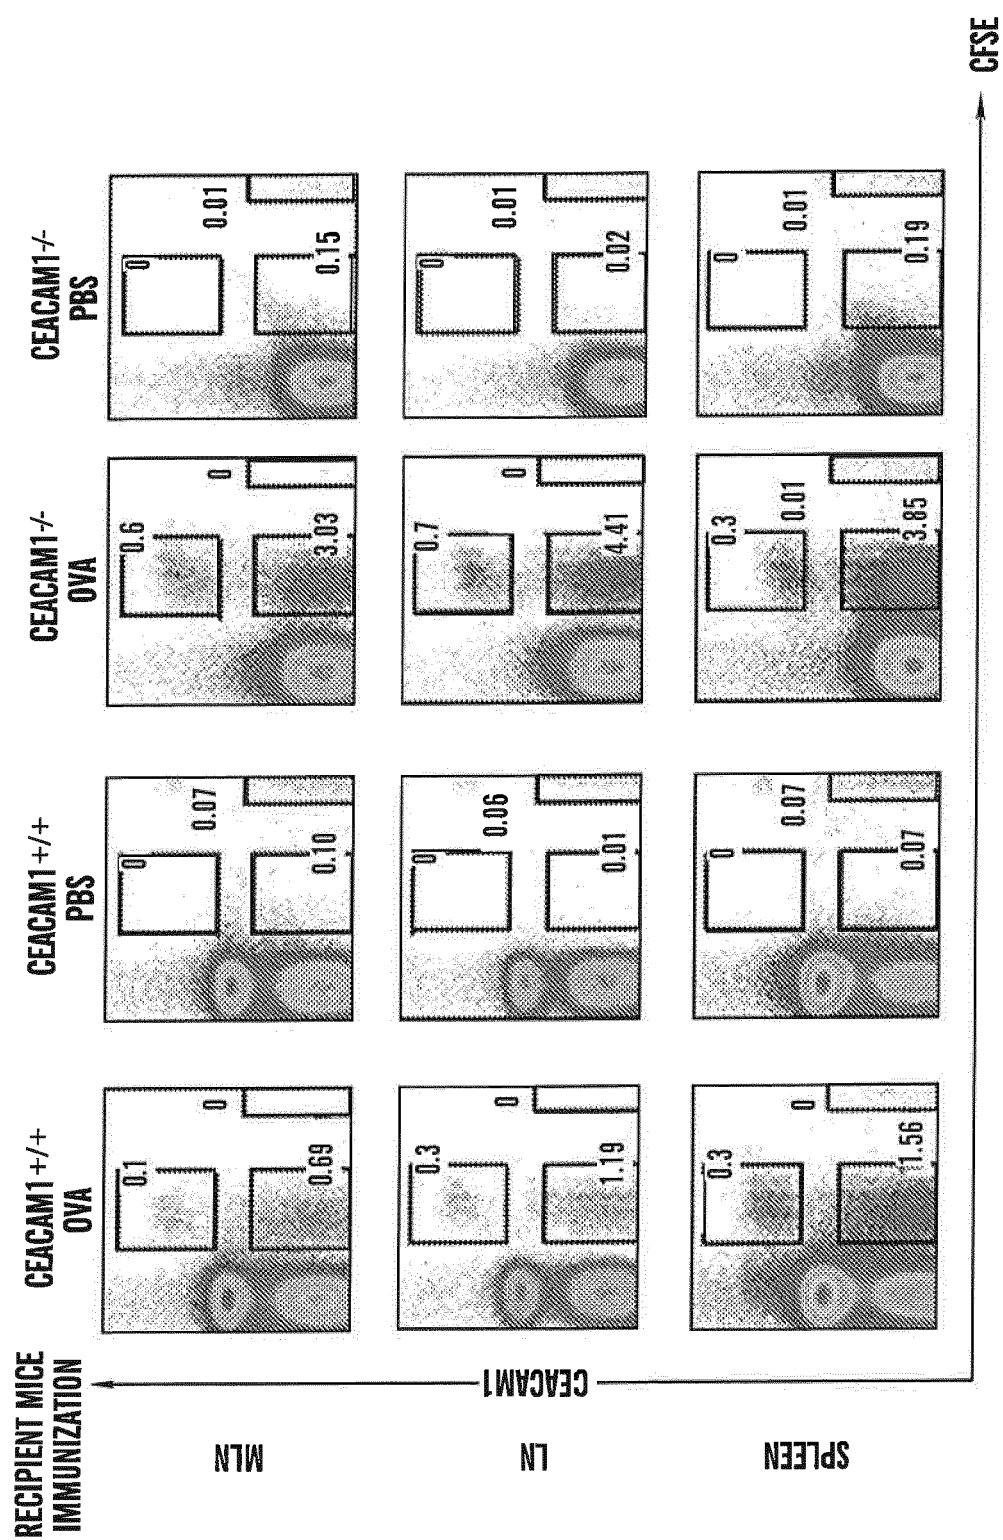 RECIPIENT MICE
IMMUNIZATION
CEACAM1+/+
OVA
CEACAM1+/+
PBS
CEACAM1-/-
OVA
CEACAM1-/-
PBS
MLN
0.1
0
0.69
0
0.07
0.10
0.6
0
3.03
0
0.01
0.15
LN
0.3
0
1.19
0
0.06
0.01
0.7
0
4.41
0
0.01
0.02
SPLEEN
0.3
0
1.56
0
0.07
0.07
0.3
0.01
3.85
0
0.01
0.19
CEACAM1
CFSE